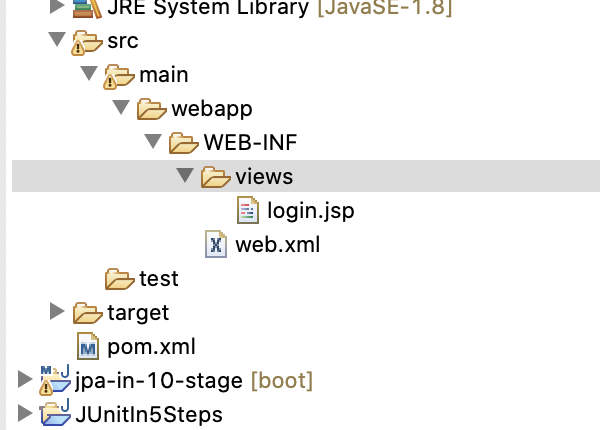 JRE System Library [JavaSE-1.8]
src
main
webapp
WEB-INF
views
login.jsp
web.xml
test
target
pom.xml
jpa-in-10-stage [boot]
JUnitIn5Steps